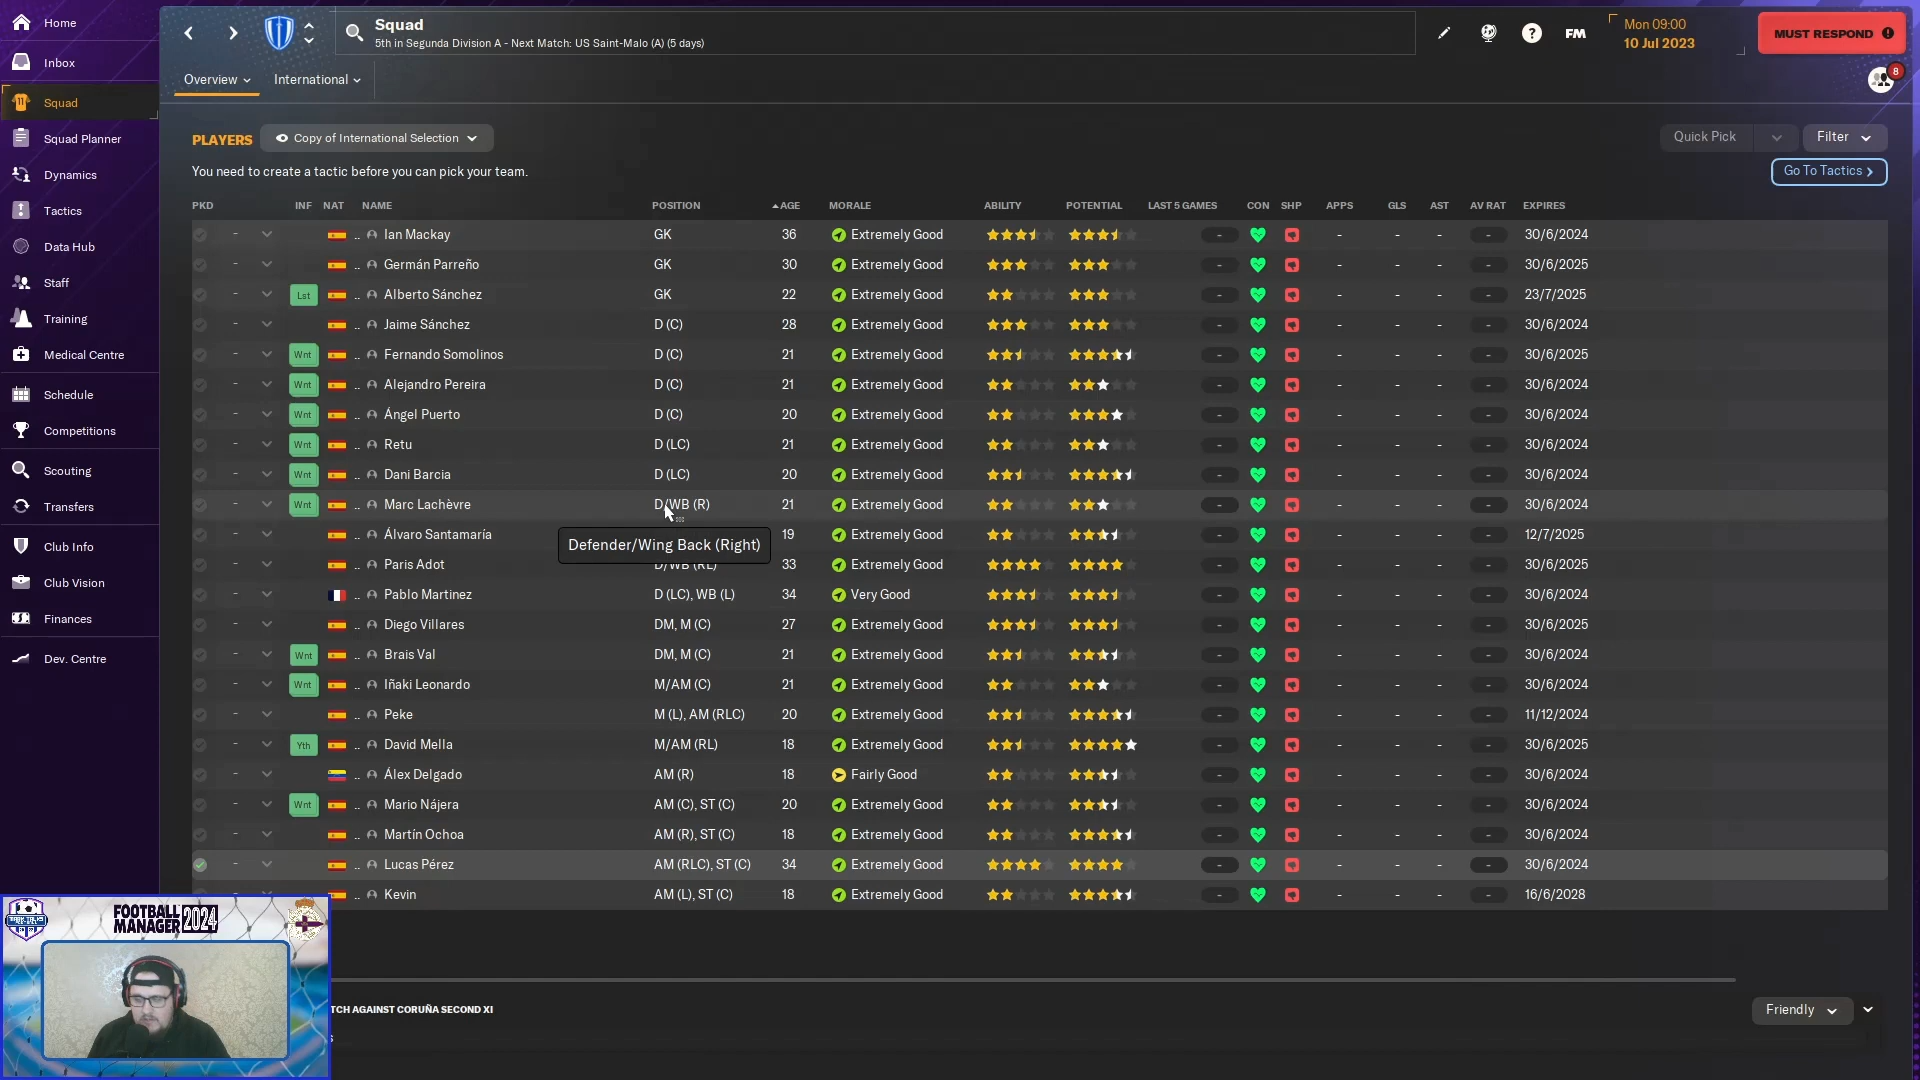 Home
Inbox
Squad
Squad Planner
Dynamics
Tactics
Data Hub
Staff
Training
Medical Centre
Schedule
Competitions
Scouting
Transfers
Club Info
Club Vision
Finances
Dev. Centre
Squad
5th in Segunda Division A - Next Match: US Saint-Malo (A) (5 days)
FM
Mon 09:00
10 Jul 2023
MUST RESPOND
8
Overview
International
PLAYERS
Copy of International Selection
Quick Pick
Filter
You need to create a tactic before you can pick your team.
Go To Tactics
PKD INF NAT NAME POSITION AGE MORALE ABILITY POTENTIAL LAST 5 GAMES CON SHP APPS GLS AST AV RAT EXPIRES
- .. Ian Mackay GK 36 Extremely Good - - - - - 30/6/2024
- .. Germán Parreño GK 30 Extremely Good - - - - - 30/6/2025
- Lst .. Alberto Sánchez GK 22 Extremely Good - - - - - 23/7/2025
- .. Jaime Sánchez D (C) 28 Extremely Good - - - - - 30/6/2024
- Wnt .. Fernando Somolinos D (C) 21 Extremely Good - - - - - 30/6/2025
- Wnt .. Alejandro Pereira D (C) 21 Extremely Good - - - - - 30/6/2024
- Wnt .. Ángel Puerto D (C) 20 Extremely Good - - - - - 30/6/2024
- Wnt .. Retu D (LC) 21 Extremely Good - - - - - 30/6/2024
- Wnt .. Dani Barcia D (LC) 20 Extremely Good - - - - - 30/6/2024
- Wnt .. Marc Lachèvre D/WB (R) 21 Extremely Good - - - - - 30/6/2024
- .. Álvaro Santamaría 19 Extremely Good - - - - - 12/7/2025
Defender/Wing Back (Right)
- .. Paris Adot D/WB (RL) 33 Extremely Good - - - - - 30/6/2025
- .. Pablo Martinez D (LC), WB (L) 34 Very Good - - - - - 30/6/2024
- .. Diego Villares DM, M (C) 27 Extremely Good - - - - - 30/6/2025
- Wnt .. Brais Val DM, M (C) 21 Extremely Good - - - - - 30/6/2024
- Wnt .. Iñaki Leonardo M/AM (C) 21 Extremely Good - - - - - 30/6/2024
- .. Peke M (L), AM (RLC) 20 Extremely Good - - - - - 11/12/2024
- Yth .. David Mella M/AM (RL) 18 Extremely Good - - - - - 30/6/2025
- .. Álex Delgado AM (R) 18 Fairly Good - - - - - 30/6/2024
- Wnt .. Mario Nájera AM (C), ST (C) 20 Extremely Good - - - - - 30/6/2024
- .. Martín Ochoa AM (R), ST (C) 18 Extremely Good - - - - - 30/6/2024
- .. Lucas Pérez AM (RLC), ST (C) 34 Extremely Good - - - - - 30/6/2024
.. Kevin AM (L), ST (C) 18 Extremely Good - - - - - 16/6/2028
FOOTBALL
MANAGER 2024
TCH AGAINST CORUÑA SECOND XI
Friendly